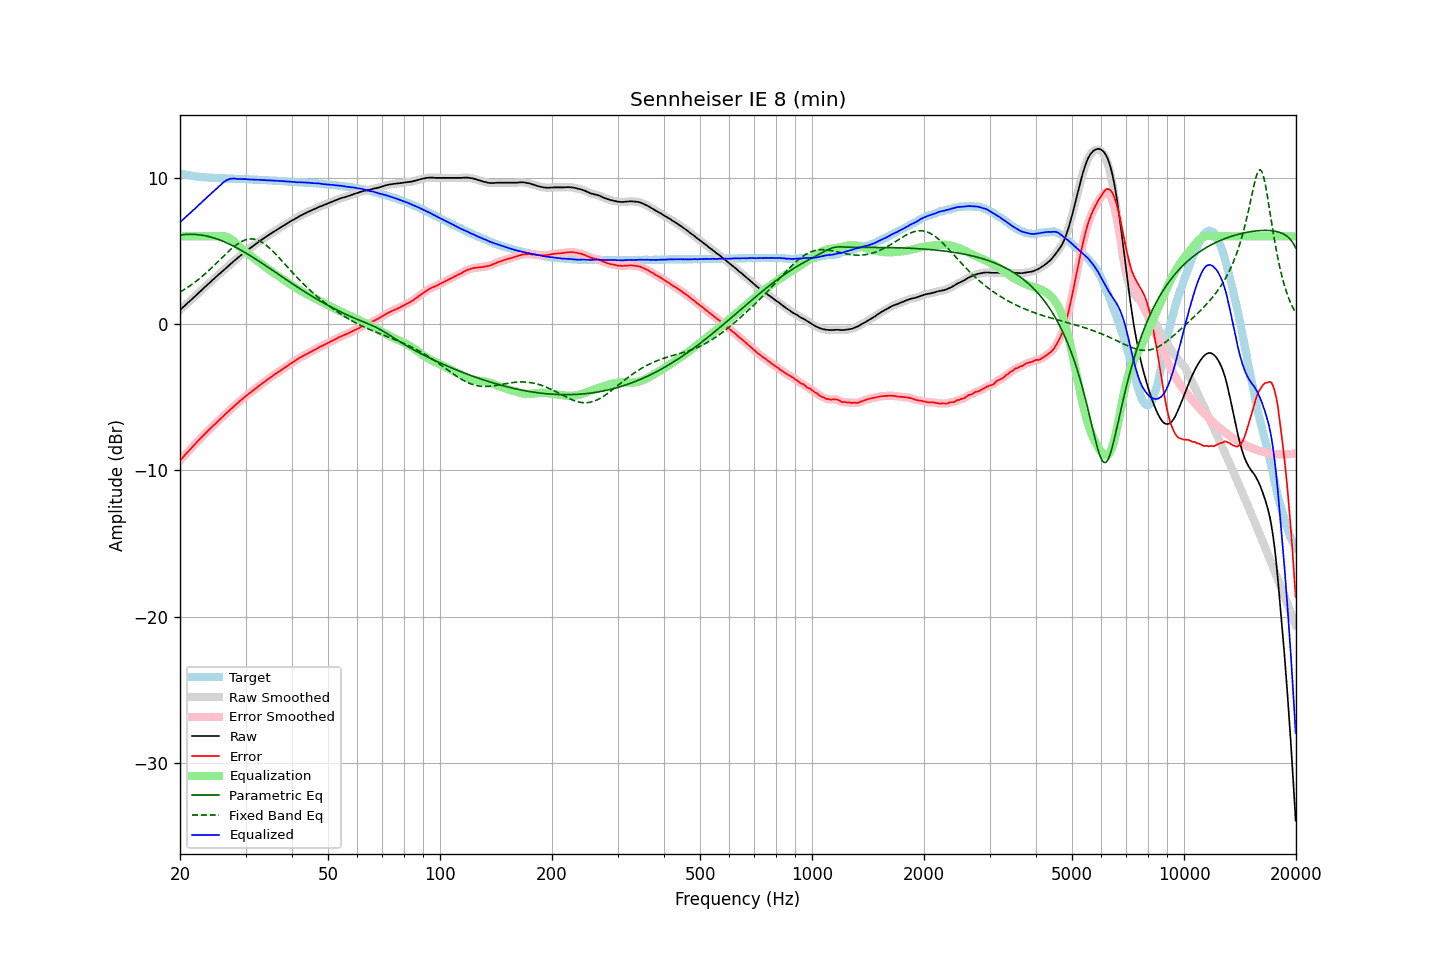 Sennheiser IE 8 (min)
10
0
−10
−20
−30
Amplitude (dBr)
Target
Raw Smoothed
Error Smoothed
Raw
Error
Equalization
Parametric Eq
Fixed Band Eq
Equalized
20 50 100 200 500 1000 2000 5000 10000 20000
Frequency (Hz)